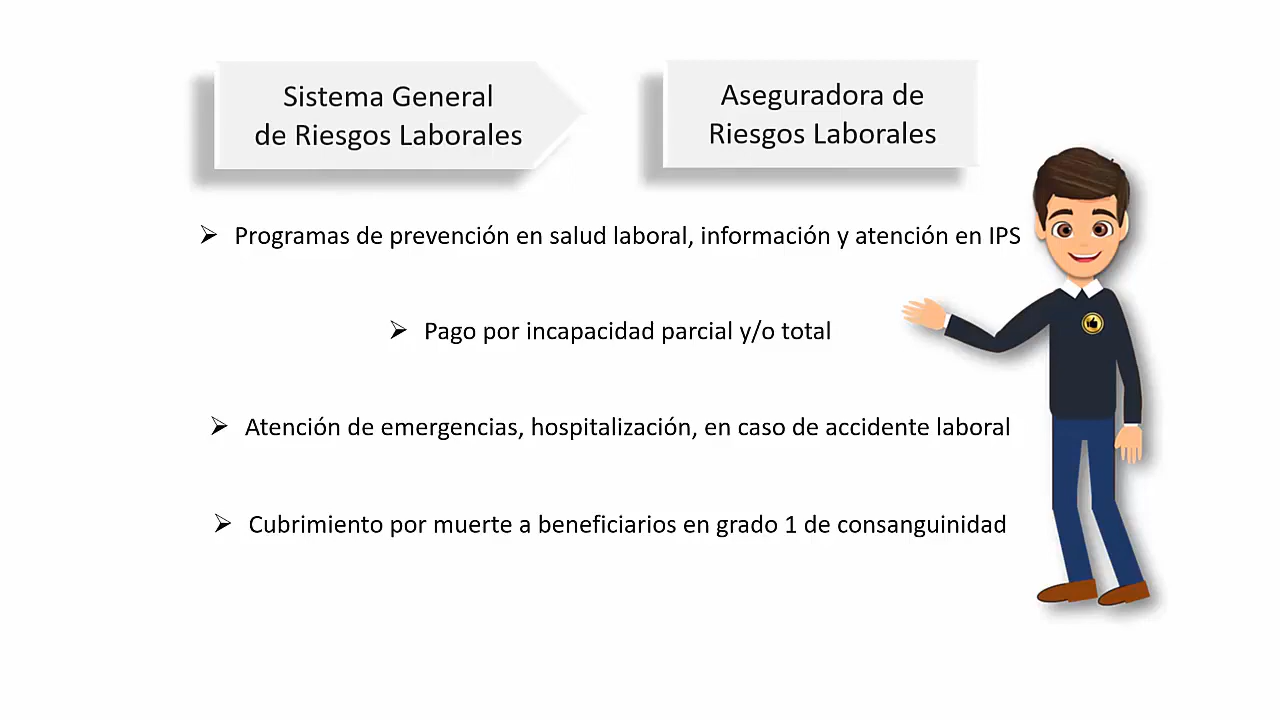 Sistema General
de Riesgos Laborales
Aseguradora de
Riesgos Laborales
Programas de prevención en salud laboral, información y atención en IPS
Pago por incapacidad parcial y/o total
Atención de emergencias, hospitalización, en caso de accidente laboral
Cubrimiento por muerte a beneficiarios en grado 1 de consanguinidad